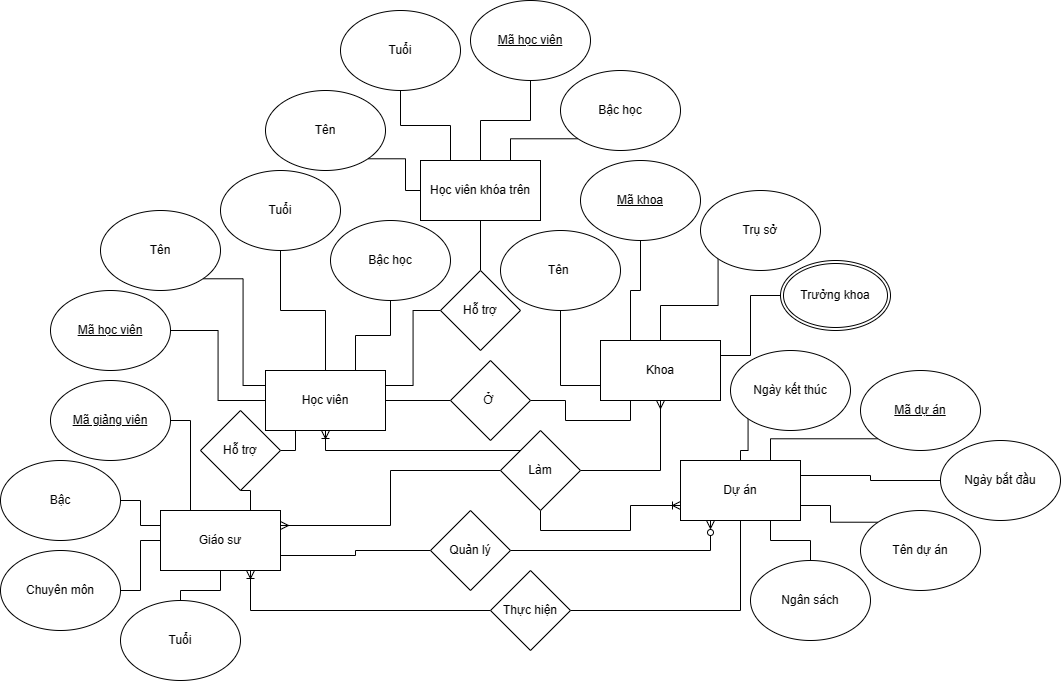 Mã học viên
Tuổi
Bậc học
Tên
Học viên khóa trên
Mã khoa
Tuổi
Trụ sở
Tên
Bậc học
Tên
Trưởng khoa
Hỗ trợ
Mã học viên
Khoa
Ngày kết thúc
Học viên
Ở
Mã dự án
Mã giảng viên
Hỗ trợ
Làm
Ngày bắt đầu
Dự án
Bậc
Giáo sư
Quản lý
Tên dự án
Chuyên môn
Ngân sách
Thực hiện
Tuổi